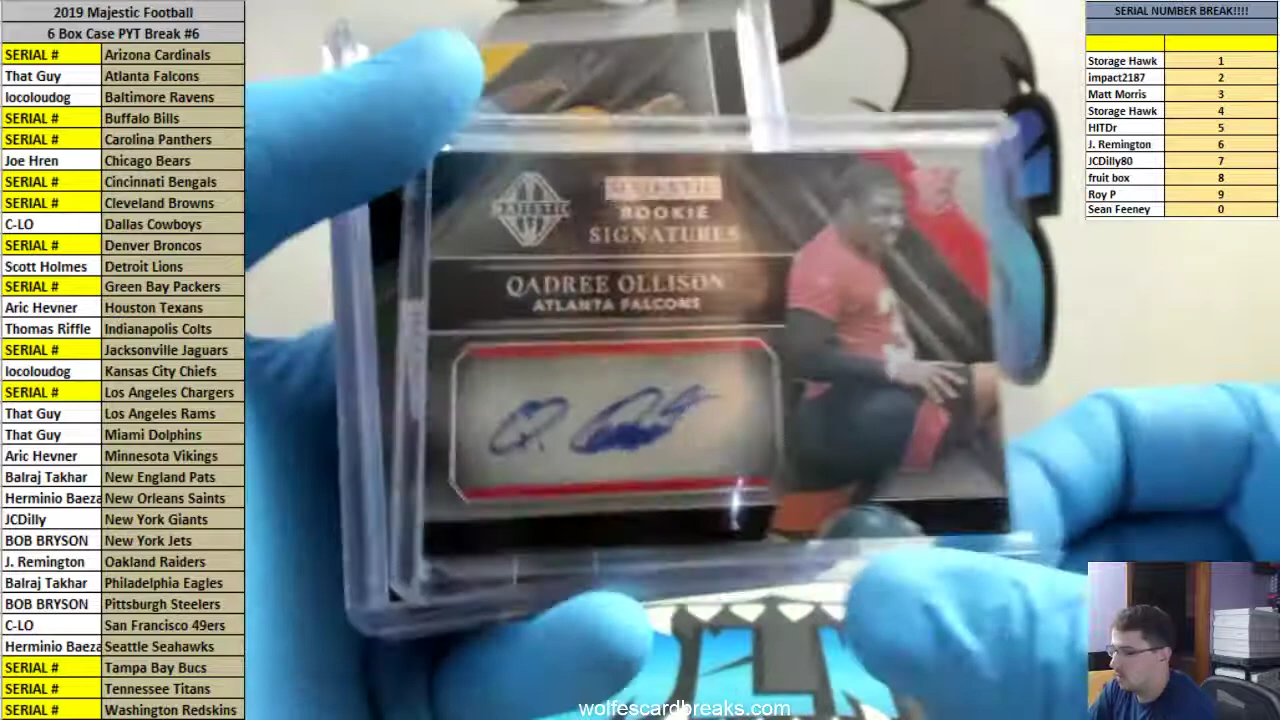 2019 Majestic Football
6 Box Case PYT Break #6
SERIAL # Arizona Cardinals
That Guy Atlanta Falcons
locoloudog Baltimore Ravens
SERIAL # Buffalo Bills
SERIAL # Carolina Panthers
Joe Hren Chicago Bears
SERIAL # Cincinnati Bengals
SERIAL # Cleveland Browns
C-LO Dallas Cowboys
SERIAL # Denver Broncos
Scott Holmes Detroit Lions
SERIAL # Green Bay Packers
Aric Hevner Houston Texans
Thomas Riffle Indianapolis Colts
SERIAL # Jacksonville Jaguars
locoloudog Kansas City Chiefs
SERIAL # Los Angeles Chargers
That Guy Los Angeles Rams
That Guy Miami Dolphins
Aric Hevner Minnesota Vikings
Balraj Takhar New England Pats
Herminio Baeza New Orleans Saints
JCDilly New York Giants
BOB BRYSON New York Jets
J. Remington Oakland Raiders
Balraj Takhar Philadelphia Eagles
BOB BRYSON Pittsburgh Steelers
C-LO San Francisco 49ers
Herminio Baeza Seattle Seahawks
SERIAL # Tampa Bay Bucs
SERIAL # Tennessee Titans
SERIAL # Washington Redskins
MAJESTIC
MAJESTIC
ROOKIE
SIGNATURES
QADREE OLLISON
ATLANTA FALCONS
wolfescardbreaks.com
SERIAL NUMBER BREAK!!!!
Storage Hawk 1
impact2187 2
Matt Morris 3
Storage Hawk 4
HITDr 5
J. Remington 6
JCDilly80 7
fruit box 8
Roy P 9
Sean Feeney 0